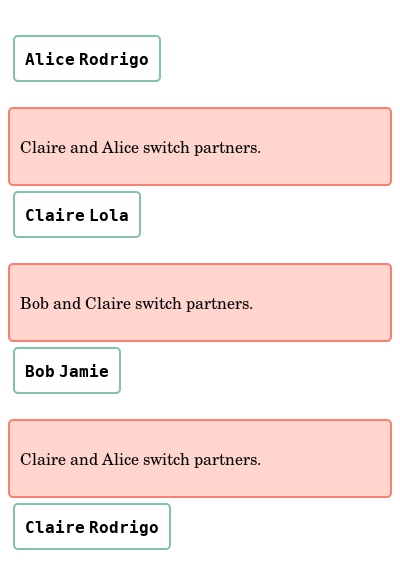 Alice Rodrigo
Claire and Alice switch partners.
Claire Lola
Bob and Claire switch partners.
Bob Jamie
Claire and Alice switch partners.
Claire Rodrigo